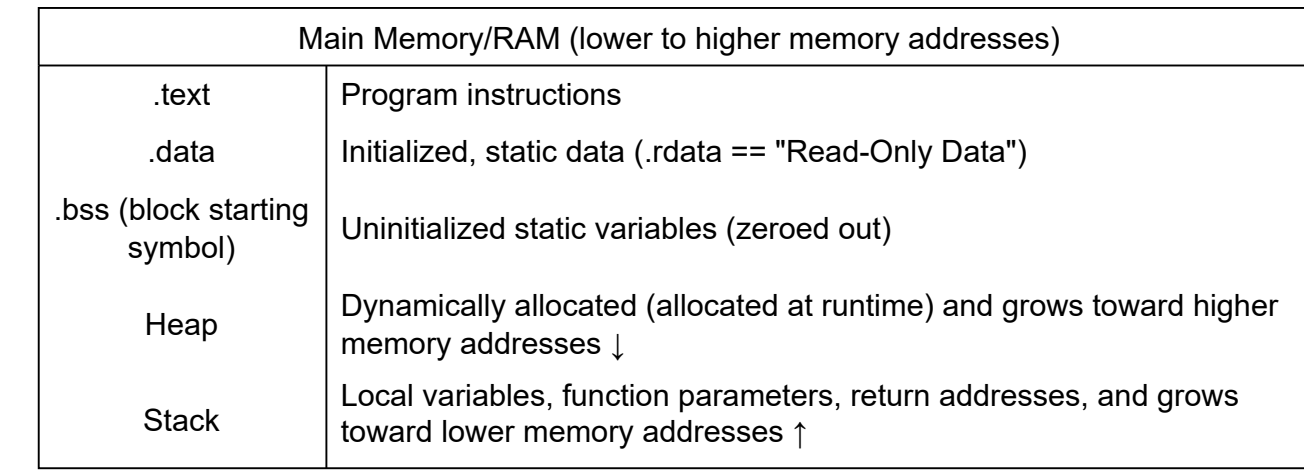 Main Memory/RAM (lower to higher memory addresses)
.text
Program instructions
.data
Initialized, static data (.rdata == "Read-Only Data")
.bss (block starting
symbol)
Uninitialized static variables (zeroed out)
Heap
Dynamically allocated (allocated at runtime) and grows toward higher
memory addresses ↓
Stack
Local variables, function parameters, return addresses, and grows
toward lower memory addresses ↑